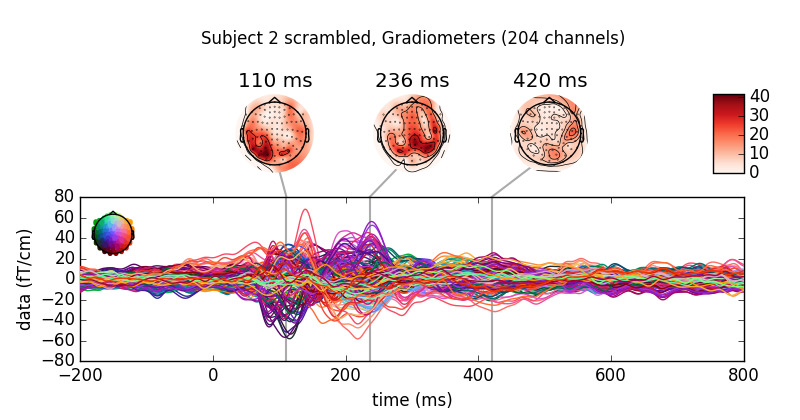 Subject 2 scrambled, Gradiometers (204 channels)
110 ms 236 ms 420 ms
40
30
20
10
0
data (fT/cm)
80
60
40
20
0
−20
−40
−60
−80
−200 0 200 400 600 800
time (ms)